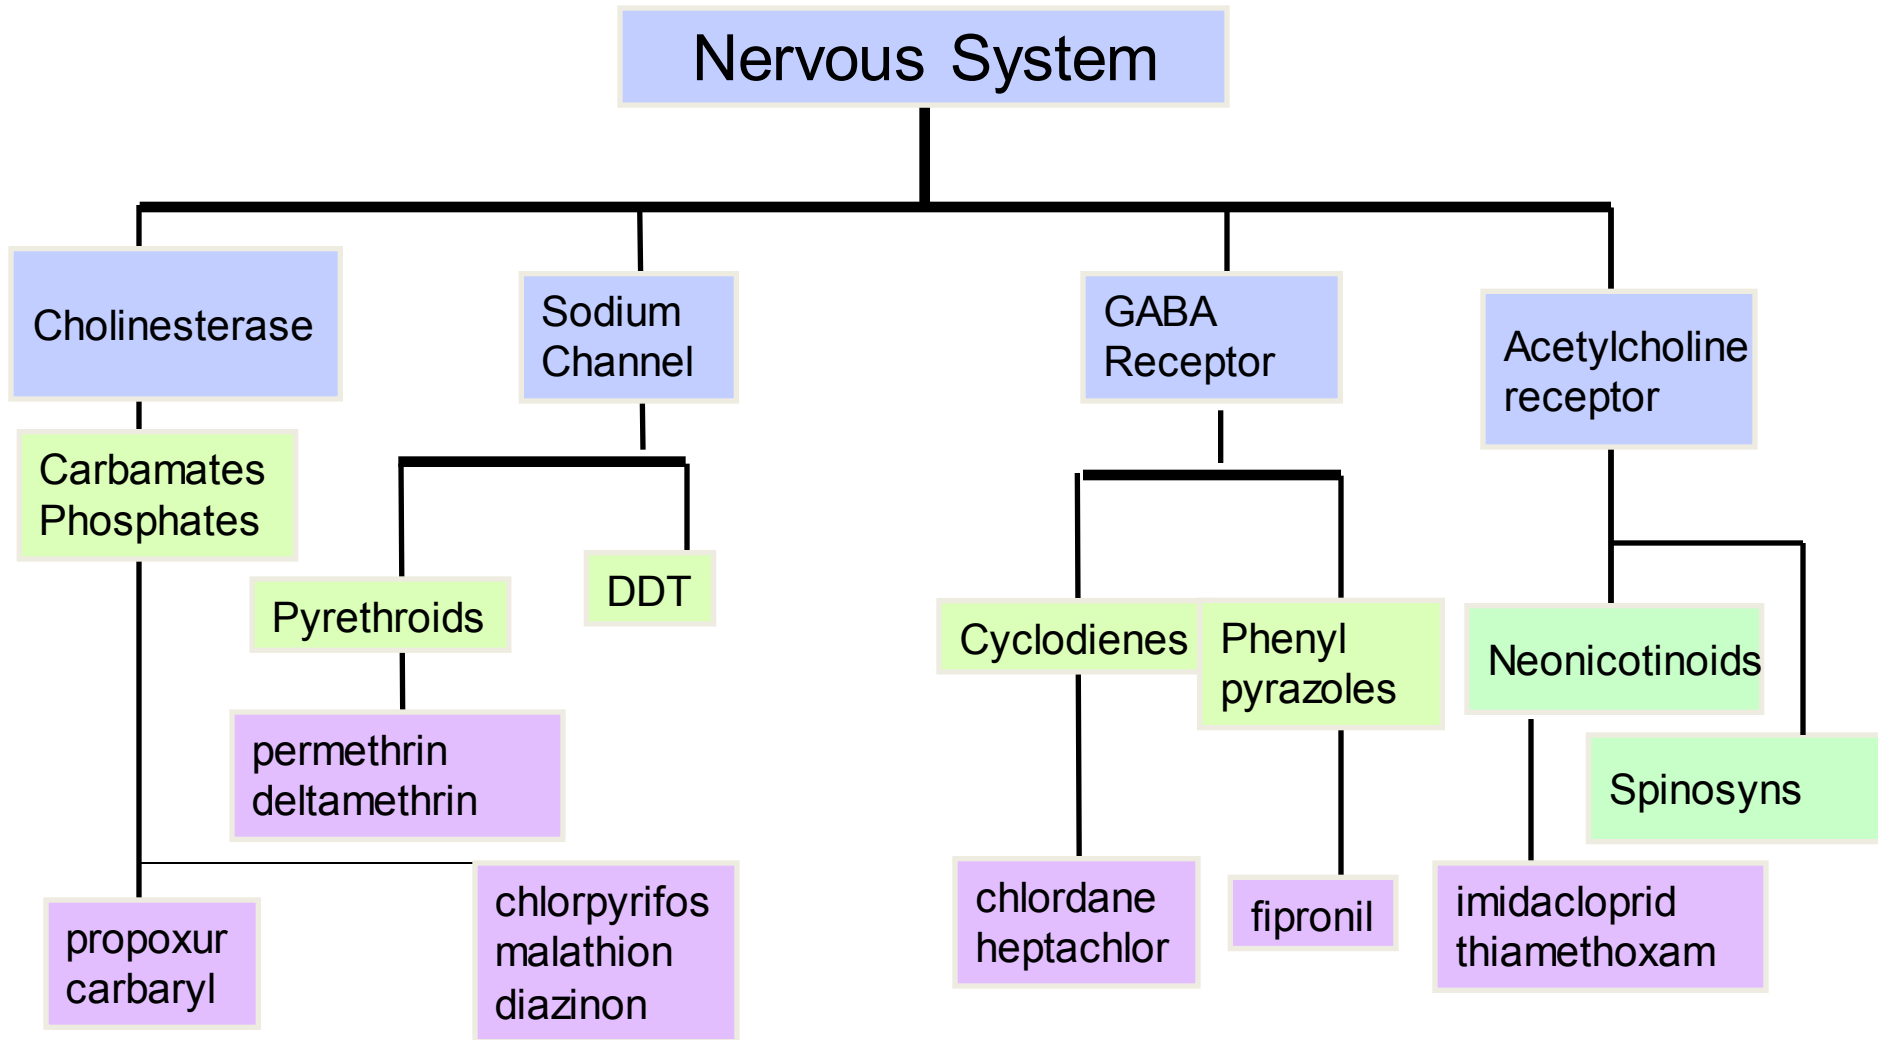 Nervous System
Cholinesterase
Sodium
Channel
GABA
Receptor
Acetylcholine
receptor
Carbamates
Phosphates
Pyrethroids
DDT
Cyclodienes
Phenyl
pyrazoles
Neonicotinoids
Spinosyns
permethrin
deltamethrin
propoxur
carbaryl
chlorpyrifos
malathion
diazinon
chlordane
heptachlor
fipronil
imidacloprid
thiamethoxam